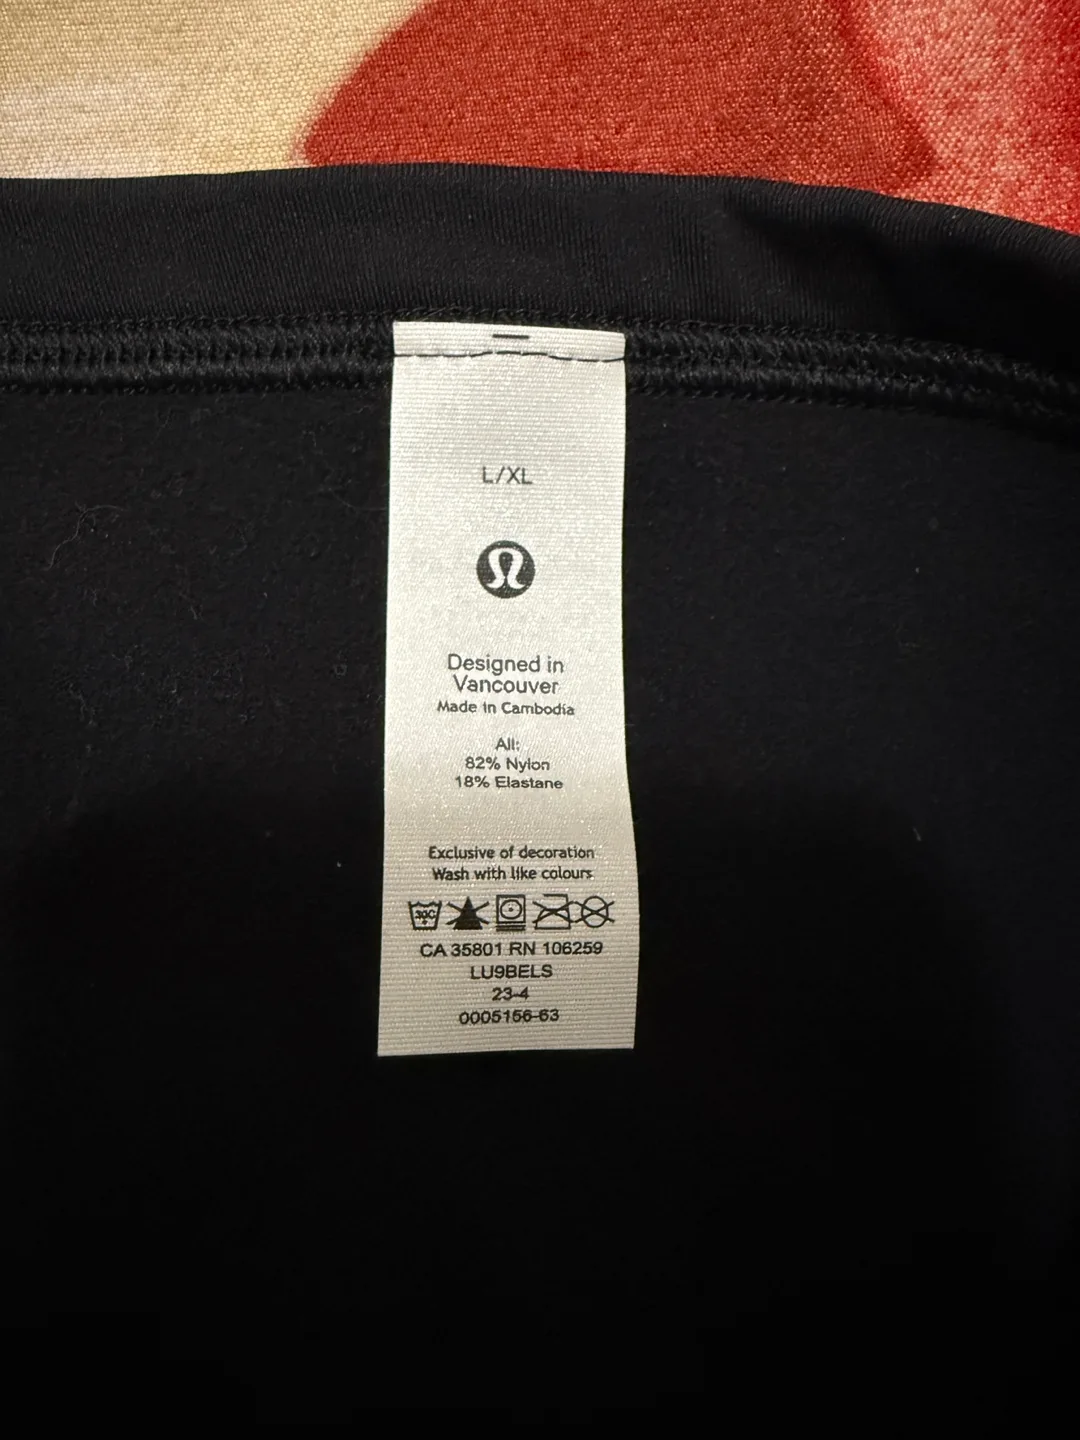 L/XL
Designed in
Vancouver
Made in Cambodia
All:
82% Nylon
18% Elastane
Exclusive of decoration
Wash with like colours
30C
CA 35801 RN 106259
LU9BELS
23-4
0005156-63